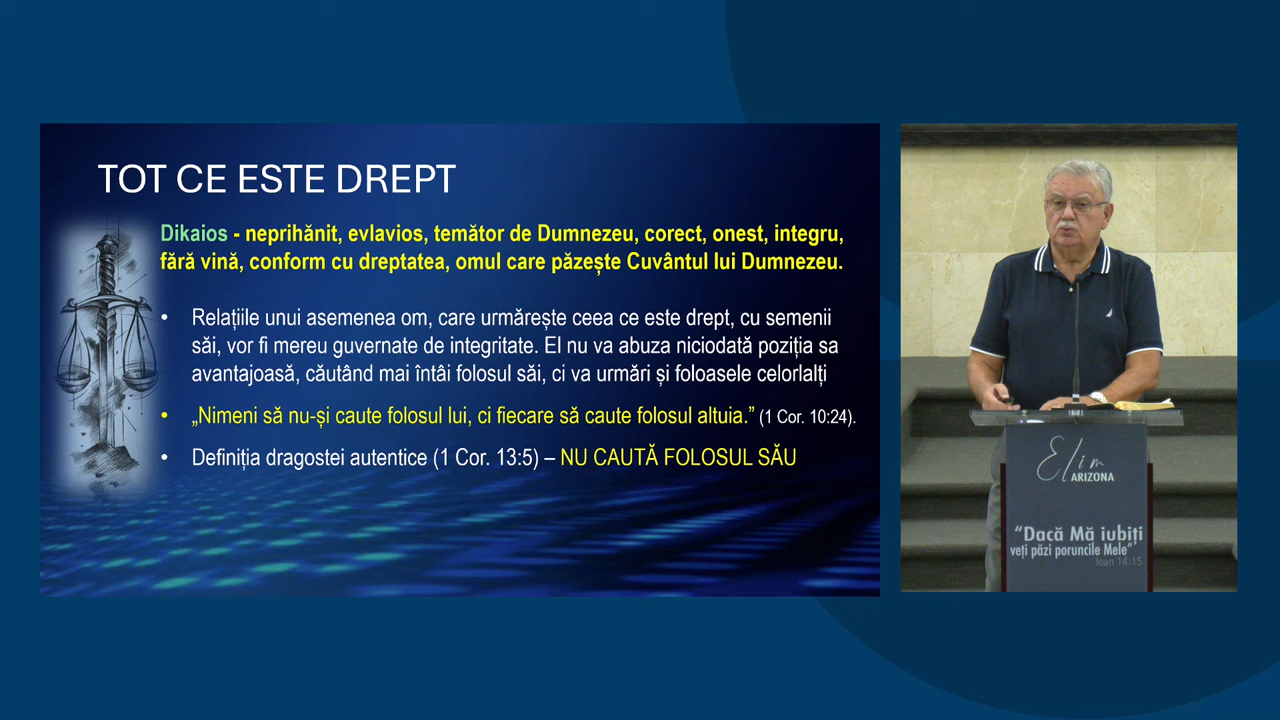 TOT CE ESTE DREPT
Dikaios - neprihănit, evlavios, temător de Dumnezeu, corect, onest, integru,
fără vină, conform cu dreptatea, omul care păzește Cuvântul lui Dumnezeu.
• Relațiile unui asemenea om, care urmărește ceea ce este drept, cu semenii
săi, vor fi mereu guvernate de integritate. El nu va abuza niciodată poziția sa
avantajoasă, căutând mai întâi folosul săi, ci va urmări și foloasele celorlalți
• „Nimeni să nu-și caute folosul lui, ci fiecare să caute folosul altuia.” (1 Cor. 10:24).
• Definiția dragostei autentice (1 Cor. 13:5) – NU CAUTĂ FOLOSUL SĂU
Elim
ARIZONA
“Dacă Mă iubiți
veți păzi poruncile Mele”
Ioan 14:15